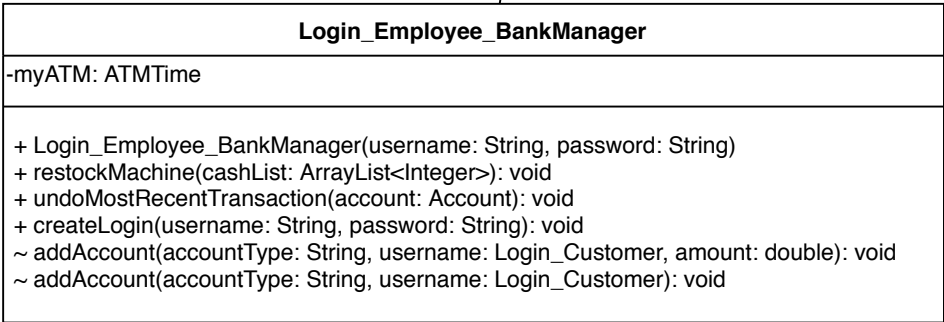 Login_Employee_BankManager
-myATM: ATMTime
+ Login_Employee_BankManager(username: String, password: String)
+ restockMachine(cashList: ArrayList<Integer>): void
+ undoMostRecentTransaction(account: Account): void
+ createLogin(username: String, password: String): void
~ addAccount(accountType: String, username: Login_Customer, amount: double): void
~ addAccount(accountType: String, username: Login_Customer): void